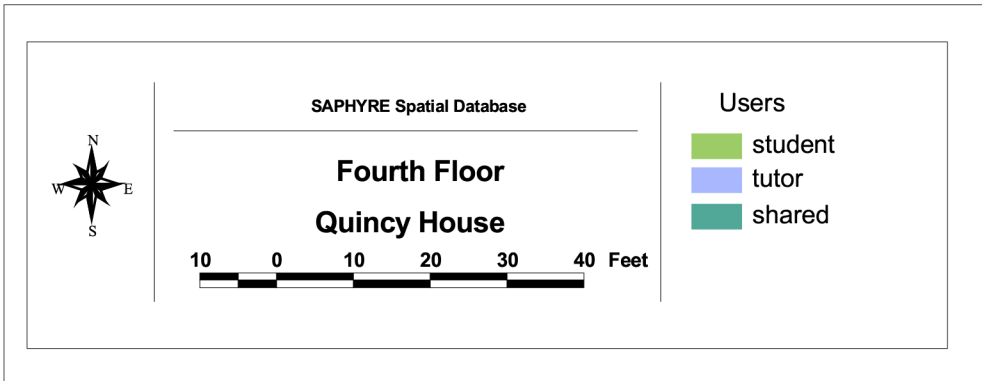 N
W E
S
SAPHYRE Spatial Database
Fourth Floor
Quincy House
10 0 10 20 30 40 Feet
Users
student
tutor
shared